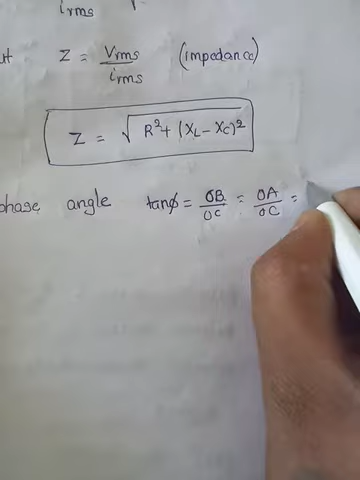 irms
Z = Vrms / irms (impedance)
Z = √R²+(XL-XC)²
phase angle tanϕ = OB/OC = OA/OC =